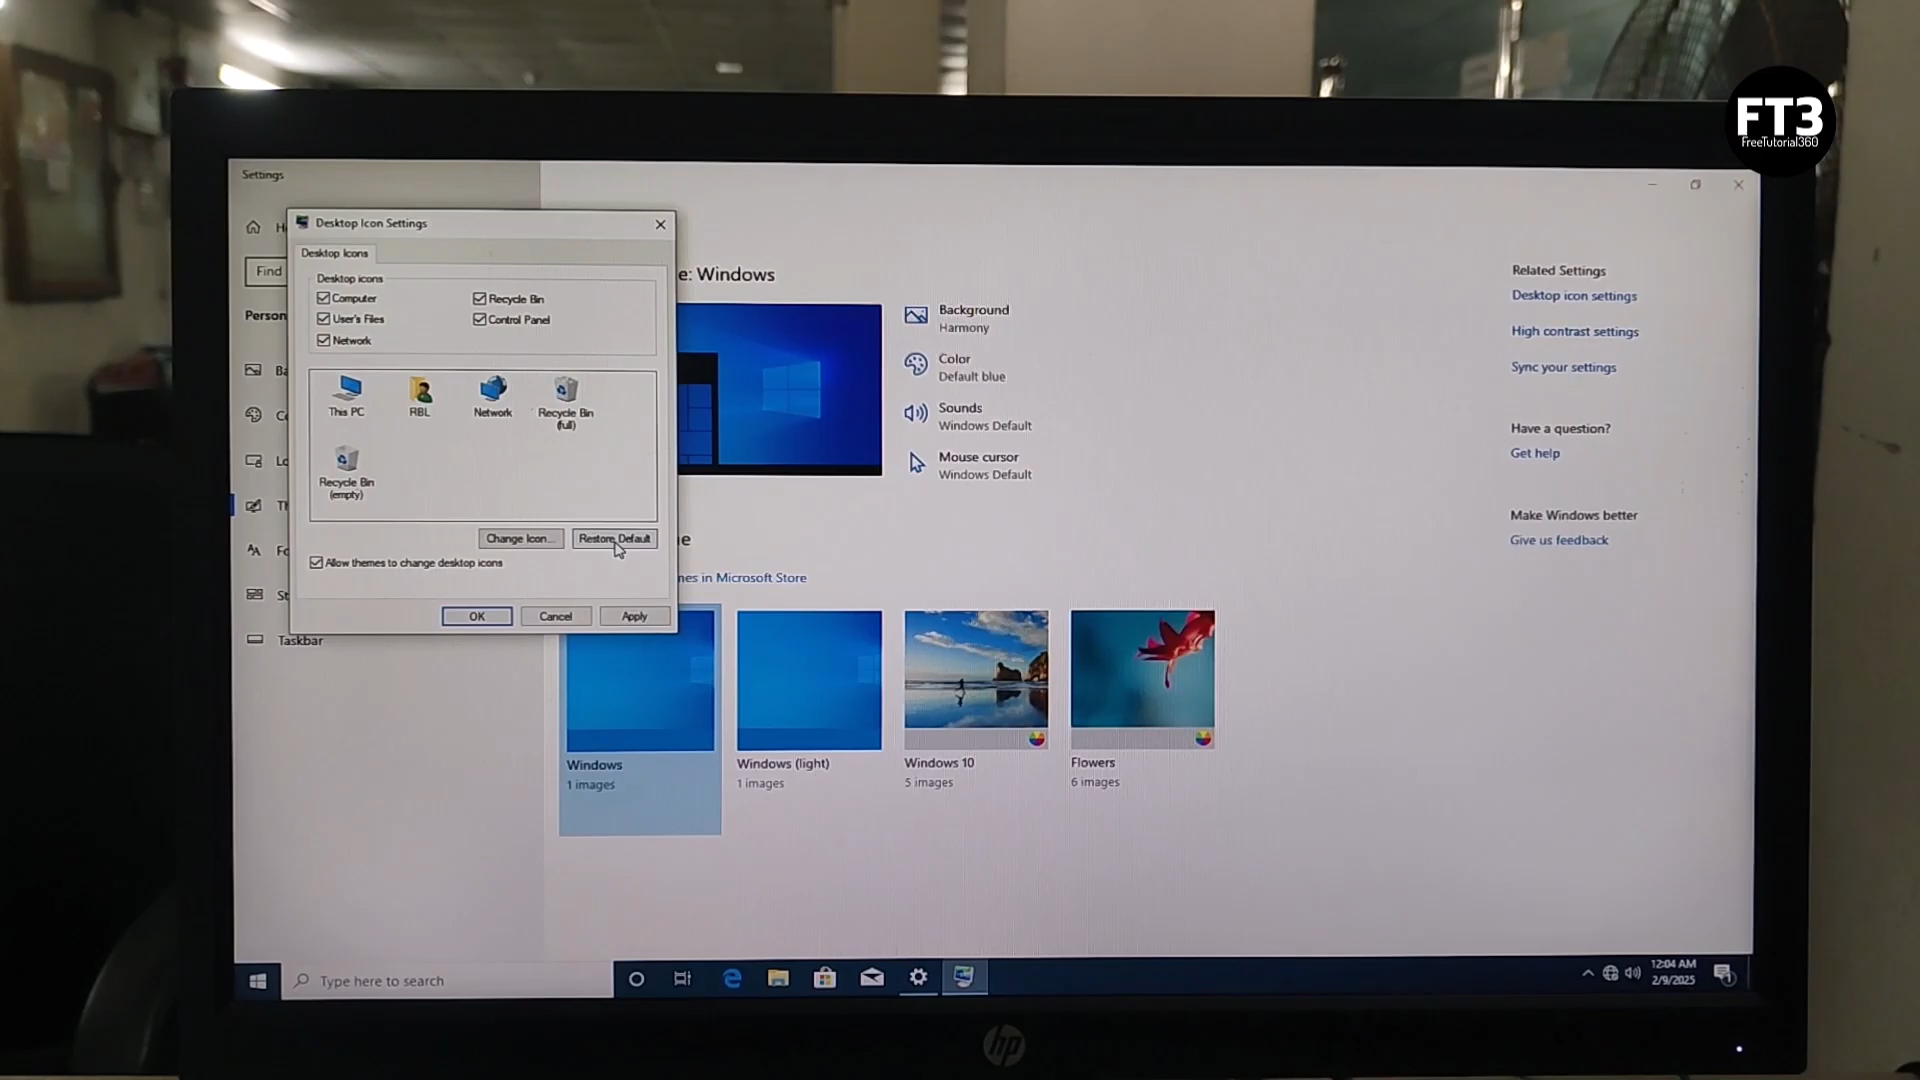 FT3
FreeTutorial360
Settings
Desktop Icon Settings
Desktop Icons
Find
Desktop icons
Computer
Recycle Bin
User's Files
Control Panel
Network
This PC
RBL
Network
Recycle Bin
(full)
Recycle Bin
(empty)
Change Icon...
Restore Default
Allow themes to change desktop icons
OK
Cancel
Apply
Taskbar
e: Windows
Background
Harmony
Color
Default blue
Sounds
Windows Default
Mouse cursor
Windows Default
in Microsoft Store
Windows
1 images
Windows (light)
1 images
Windows 10
5 images
Flowers
6 images
Related Settings
Desktop icon settings
High contrast settings
Sync your settings
Have a question?
Get help
Make Windows better
Give us feedback
Type here to search
12:04 AM
2/9/2025
hp